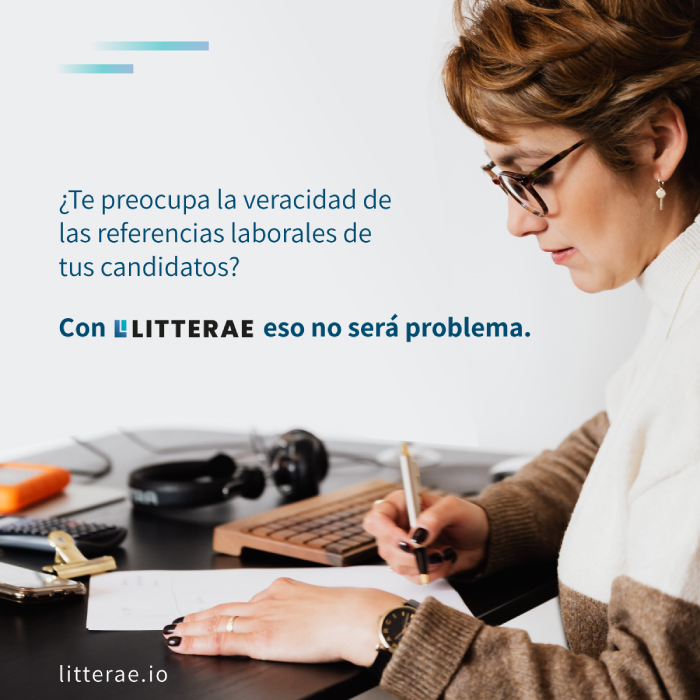 ¿Te preocupa la veracidad de
las referencias laborales de
tus candidatos?
Con LITTERAE eso no será problema.
litterae.io